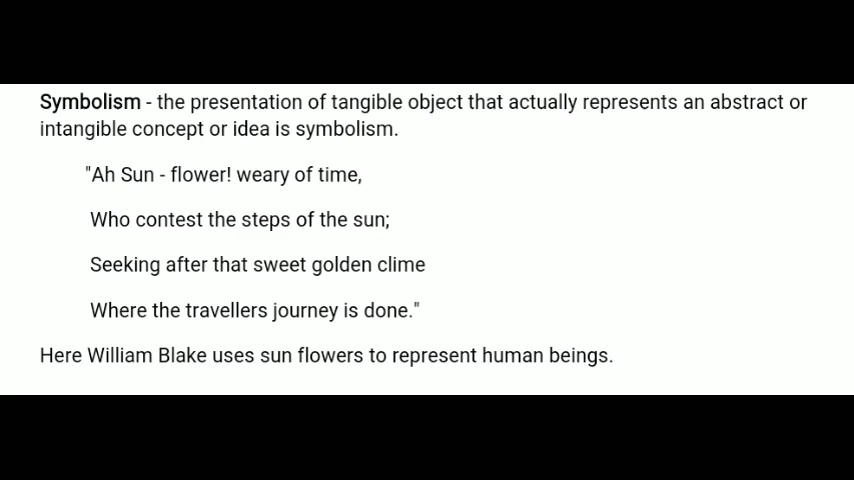 Symbolism - the presentation of tangible object that actually represents an abstract or
intangible concept or idea is symbolism.
"Ah Sun - flower! weary of time,
Who contest the steps of the sun;
Seeking after that sweet golden clime
Where the travellers journey is done."
Here William Blake uses sun flowers to represent human beings.